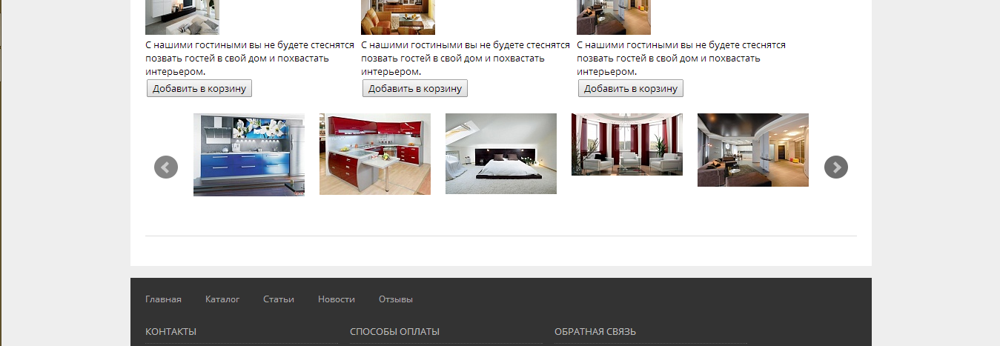 С нашими гостиными вы не будете стеснятся
позвать гостей в свой дом и похвастать
интерьером.
Добавить в корзину
С нашими гостиными вы не будете стеснятся
позвать гостей в свой дом и похвастать
интерьером.
Добавить в корзину
С нашими гостиными вы не будете стеснятся
позвать гостей в свой дом и похвастать
интерьером.
Добавить в корзину
Главная Каталог Статьи Новости Отзывы
КОНТАКТЫ СПОСОБЫ ОПЛАТЫ ОБРАТНАЯ СВЯЗЬ